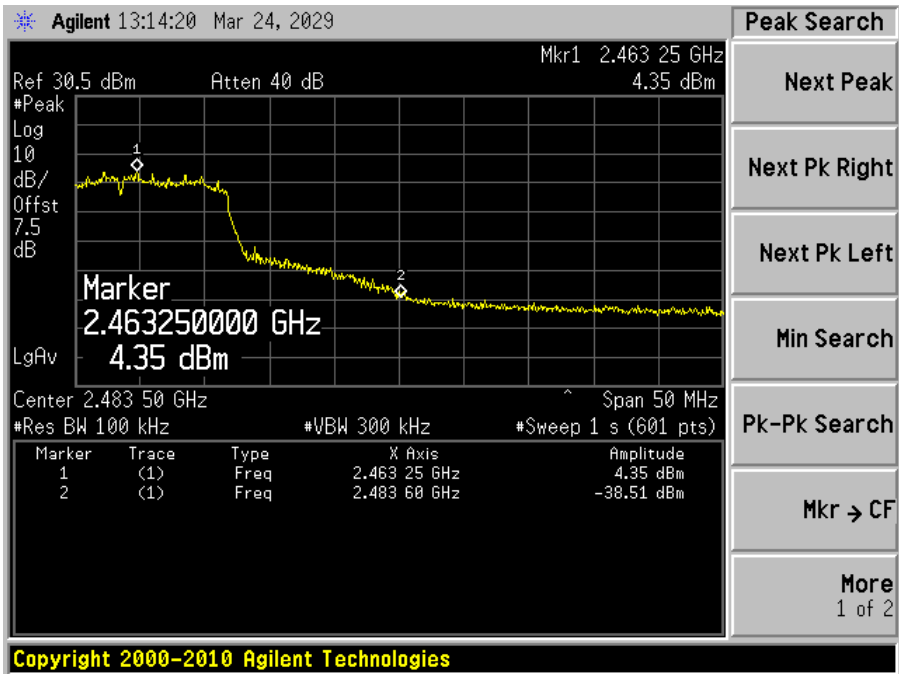 Agilent 13:14:20 Mar 24, 2029
Mkr1 2.463 25 GHz
Ref 30.5 dBm Atten 40 dB 4.35 dBm
#Peak
Log
10
dB/
Offst
7.5
dB
LgAv
1
2
Marker
2.463250000 GHz
4.35 dBm
Center 2.483 50 GHz ^ Span 50 MHz
#Res BW 100 kHz #VBW 300 kHz #Sweep 1 s (601 pts)
Marker Trace Type X Axis Amplitude
1 (1) Freq 2.463 25 GHz 4.35 dBm
2 (1) Freq 2.483 60 GHz -38.51 dBm
Peak Search
Next Peak
Next Pk Right
Next Pk Left
Min Search
Pk-Pk Search
Mkr → CF
More
1 of 2
Copyright 2000-2010 Agilent Technologies